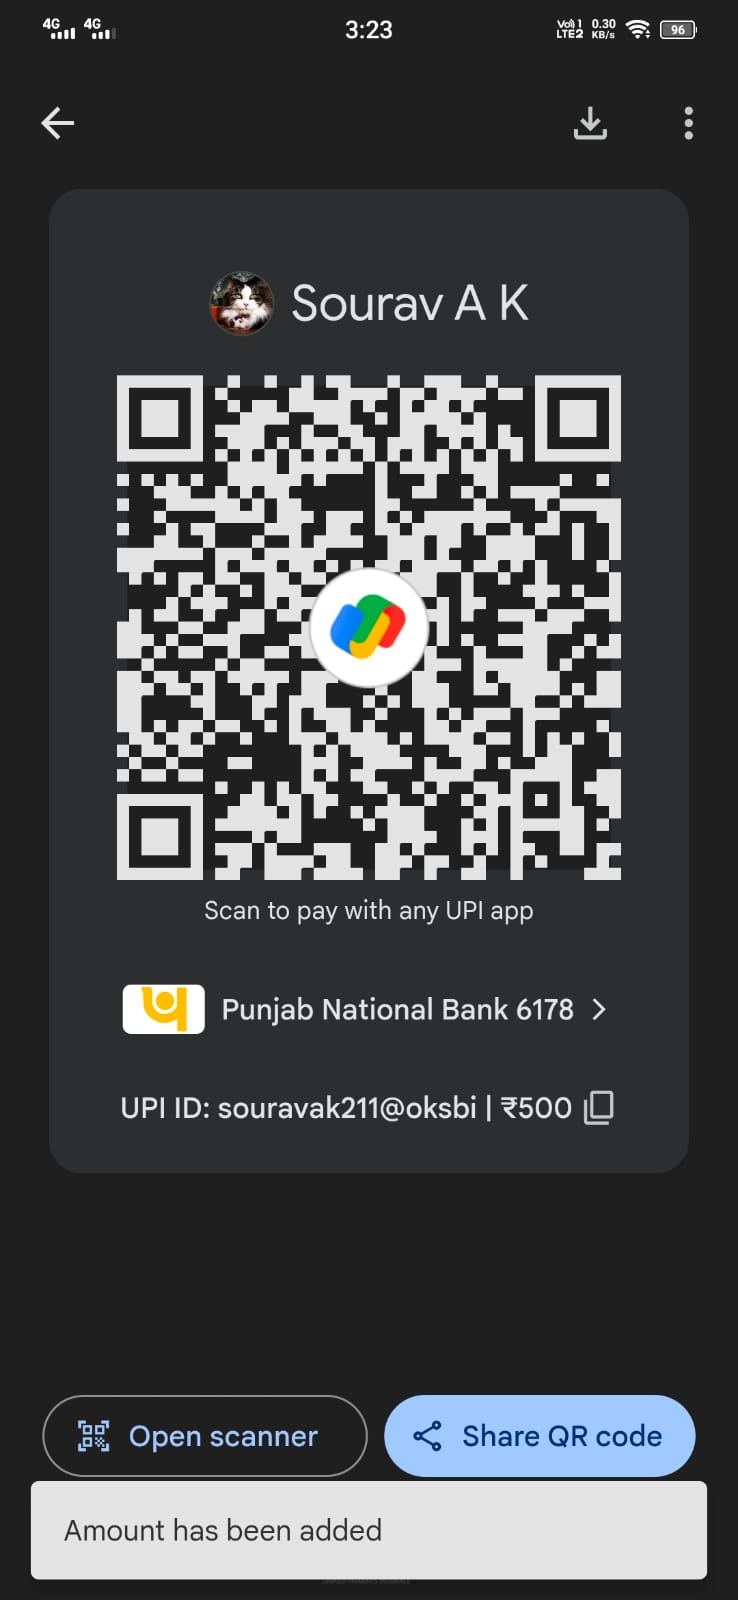 4G 4G 3:23 Vo) 1 LTE2 0.30 KB/s 96
Sourav A K
Scan to pay with any UPI app
Punjab National Bank 6178
UPI ID: souravak211@oksbi | ₹500
Open scanner
Share QR code
Amount has been added